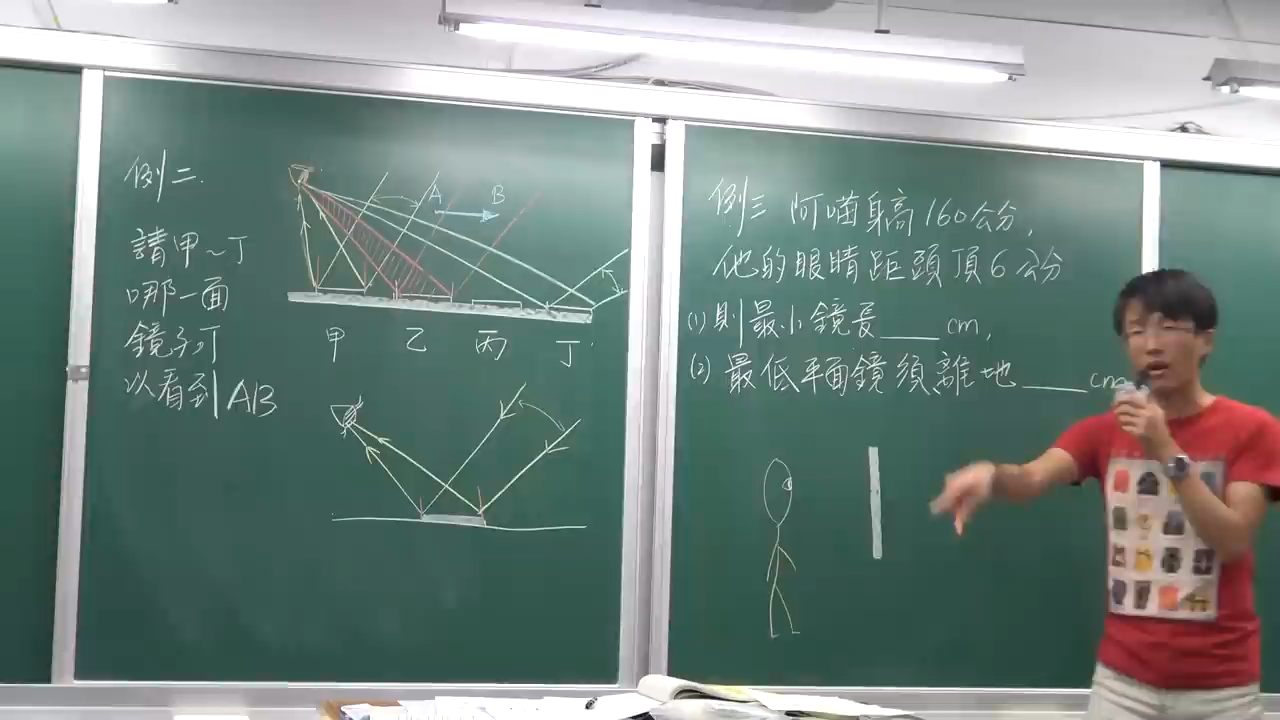 例二.
請甲~丁
哪一面
鏡子可
以看到AB
A
B
甲
乙
丙
丁
例三 阿喵身高160公分,
他的眼睛距頭頂6公分
(1)則最小鏡長____cm,
(2)最低平面鏡須離地____cm